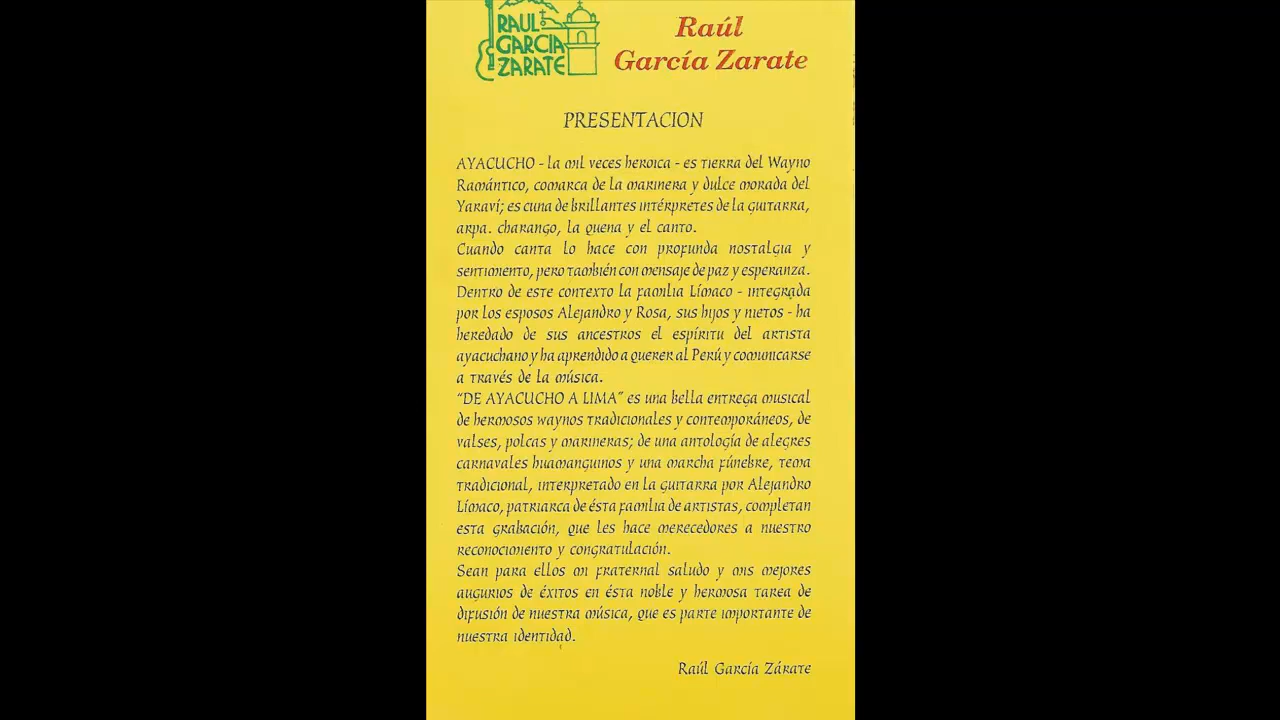 RAUL
GARCIA
ZARATE
Raúl
García Zarate
PRESENTACION
AYACUCHO - la mil veces heroica - es tierra del Wayno
Ramántico, comarca de la marinera y dulce morada del
Yaraví; es cuna de brillantes intérpretes de la guitarra,
arpa. charango, la quena y el canto.
Cuando canta lo hace con profunda nostalgia y
sentimiento, pero también con mensaje de paz y esperanza.
Dentro de este contexto la familia Límaco - integrada
por los esposos Alejandro y Rosa, sus hijos y nietos - ha
heredado de sus ancestros el espíritu del artista
ayacuchano y ha aprendido a querer al Perú y comunicarse
a través de la música.
"DE AYACUCHO A LIMA" es una bella entrega musical
de hermosos waynos tradicionales y contemporáneos, de
valses, polcas y marineras; de una antología de alegres
carnavales huamanguinos y una marcha fúnebre, tema
tradicional, interpretado en la guitarra por Alejandro
Límaco, patriarca de ésta familia de artistas, completan
esta grabación, que les hace merecedores a nuestro
reconocimiento y congratulación.
Sean para ellos mi fraternal saludo y mis mejores
augurios de éxitos en ésta noble y hermosa tarea de
difusión de nuestra música, que es parte importante de
nuestra identidad.
Raúl García Zárate